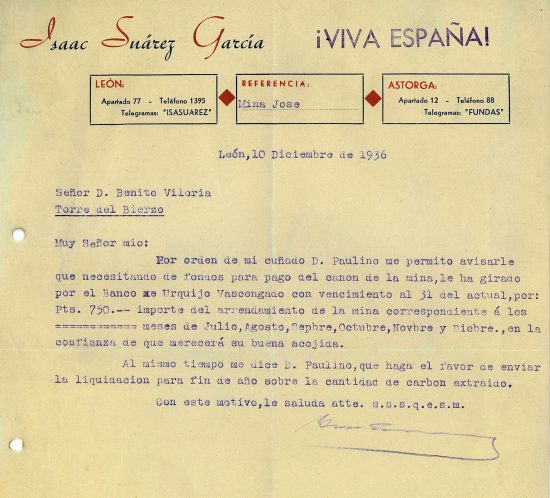 Isaac Suárez García ¡VIVA ESPAÑA!
LEÓN:
Apartado 77 - Teléfono 1395
Telegramas: "ISASUAREZ"
REFERENCIA:
Mina Jose
ASTORGA:
Apartado 12 - Teléfono 88
Telegramas: "FUNDAS"
León,10 Diciembre de 1936
Señor D. Benito Viloria
Torre del Bierzo
Muy Señor mio:
Por orden de mi cuñado D. Paulino me permito avisarle
que necesitando de fondos para pago del canon de la mina,le ha girado
por el Banco xe Urquijo Vascongado con vencimiento al 31 del actual,por:
Pts. 750.-- importe del arrendamiento de la mina correspondiente á los
============ meses de Julio,Agosto,Sepbre,Octubre,Novbre y Dicbre.,en la
confianza de que merecerá su buena acojida.
Al mismo tiempo me dice D. Paulino,que haga el favor de enviar
la liquidacion para fin de año sobre la cantidad de carbon extraido.
Con este motivo,le saluda atte. s.s.s.q.e.s.m.